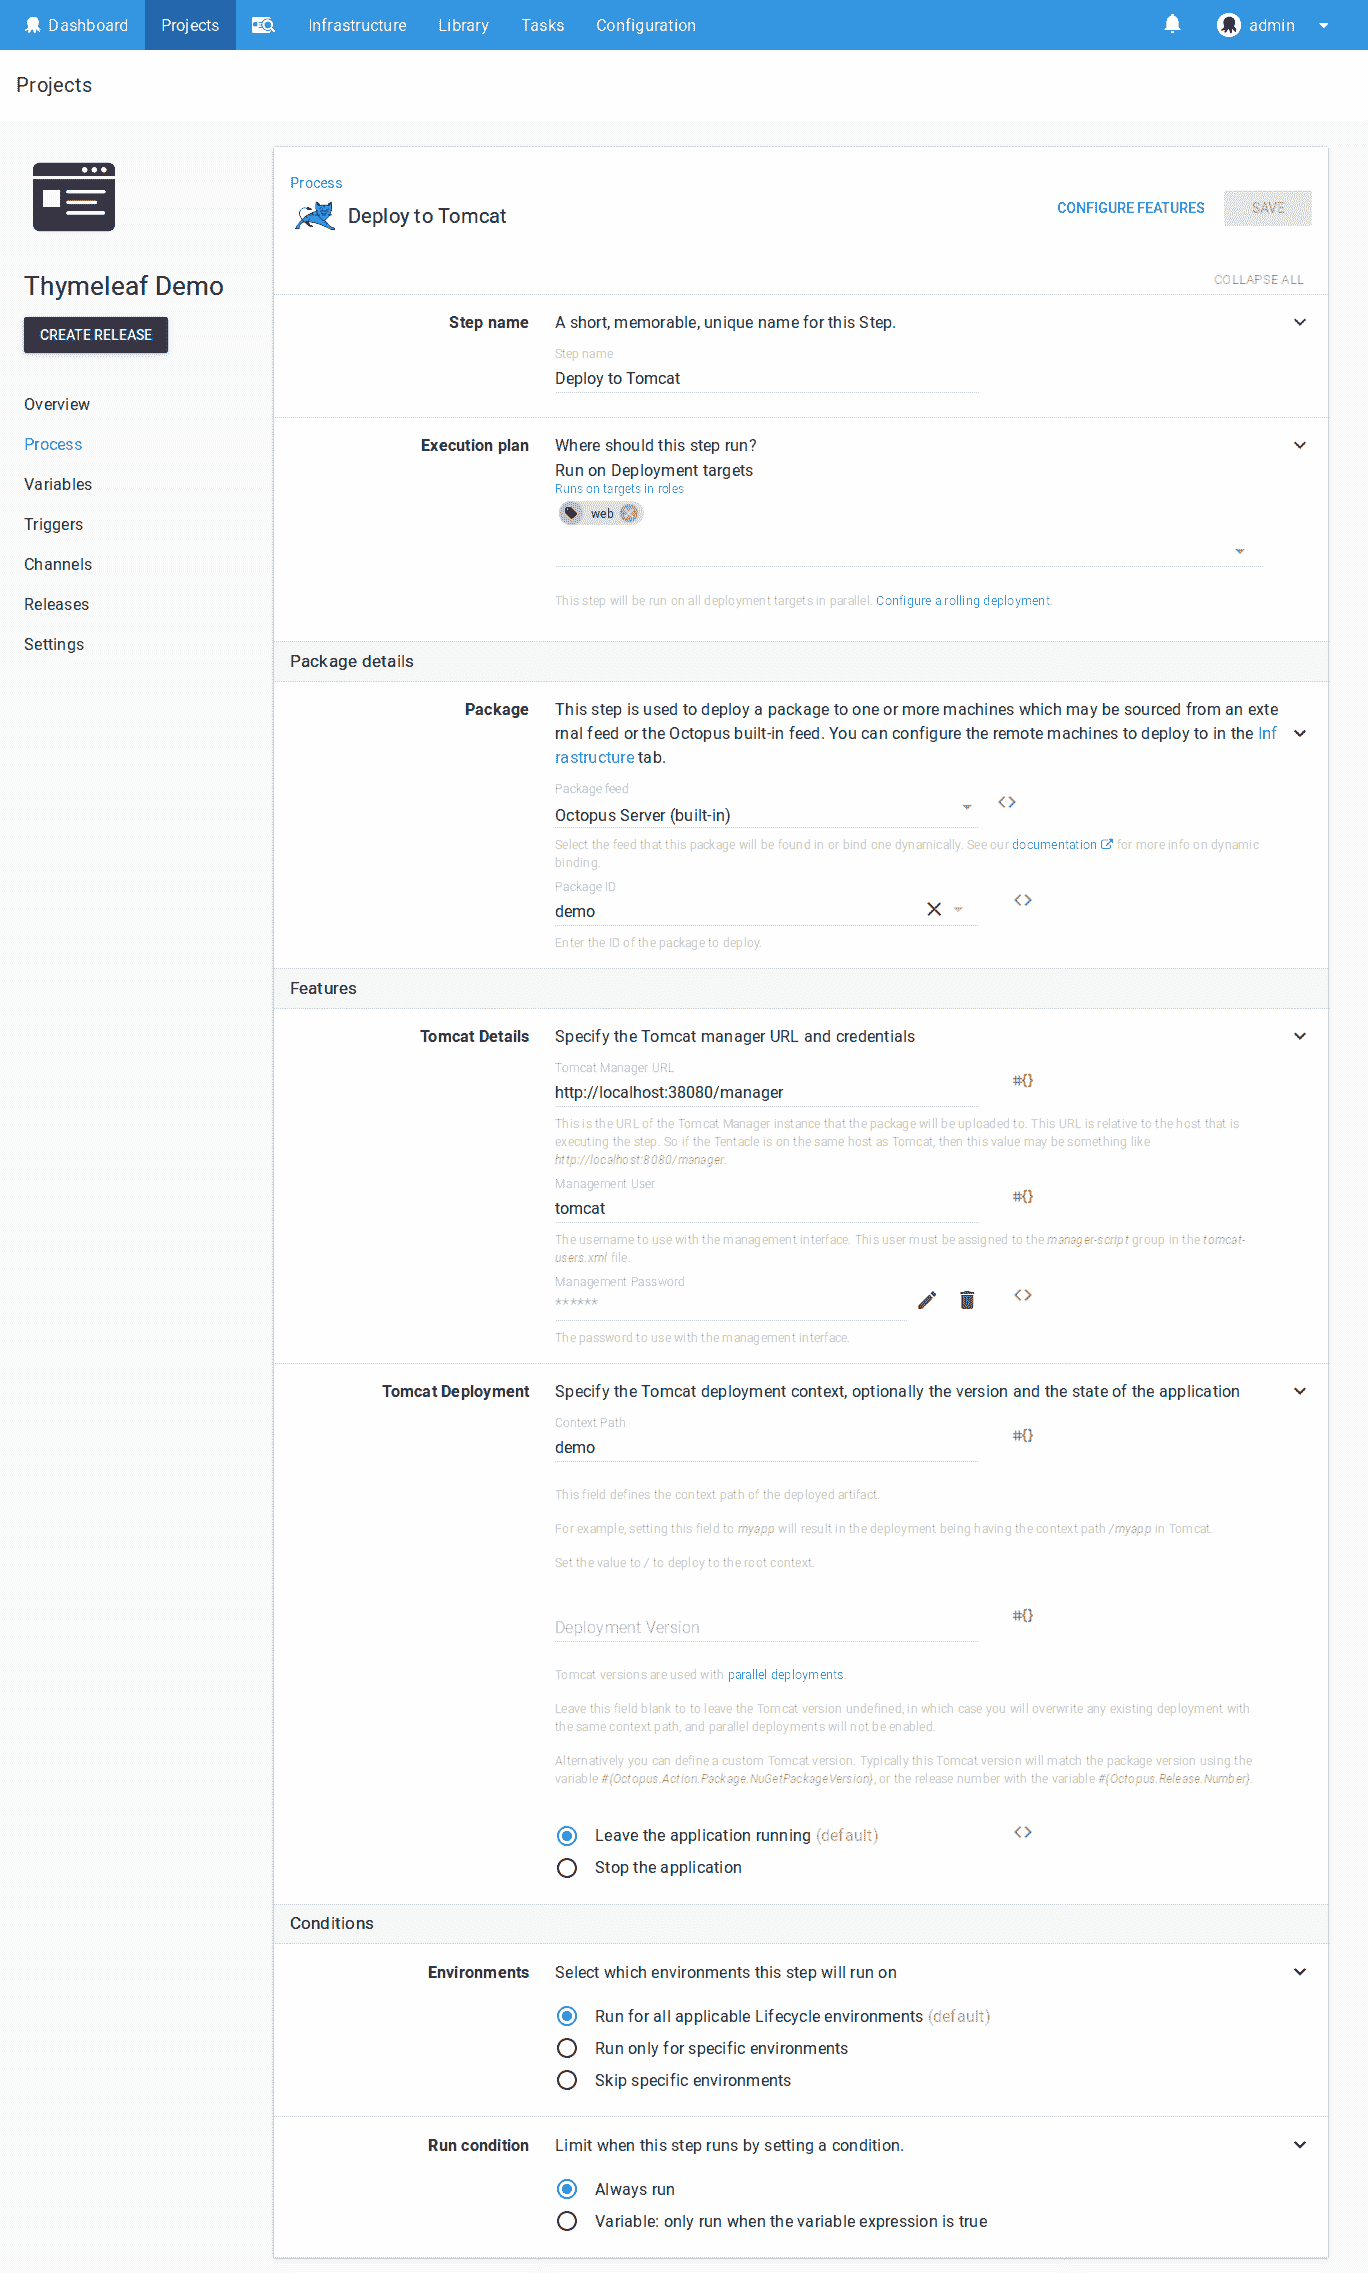 Dashboard Projects Infrastructure Library Tasks Configuration admin
Projects
Thymeleaf Demo
CREATE RELEASE
Overview
Process
Variables
Triggers
Channels
Releases
Settings
Process
Deploy to Tomcat
CONFIGURE FEATURES SAVE
COLLAPSE ALL
Step name A short, memorable, unique name for this Step.
Step name
Deploy to Tomcat
Execution plan Where should this step run?
Run on Deployment targets
Runs on targets in roles
web
This step will be run on all deployment targets in parallel. Configure a rolling deployment.
Package details
Package This step is used to deploy a package to one or more machines which may be sourced from an exte
rnal feed or the Octopus built-in feed. You can configure the remote machines to deploy to in the Inf
rastructure tab.
Package feed
Octopus Server (built-in)
Select the feed that this package will be found in or bind one dynamically. See our documentation for more info on dynamic
binding.
Package ID
demo
Enter the ID of the package to deploy.
Features
Tomcat Details Specify the Tomcat manager URL and credentials
Tomcat Manager URL
http://localhost:38080/manager
#{}
This is the URL of the Tomcat Manager instance that the package will be uploaded to. This URL is relative to the host that is
executing the step. So if the Tentacle is on the same host as Tomcat, then this value may be something like
http://localhost:8080/manager.
Management User
tomcat
#{}
The username to use with the management interface. This user must be assigned to the manager-script group in the tomcat-
users.xml file.
Management Password
******
The password to use with the management interface.
Tomcat Deployment Specify the Tomcat deployment context, optionally the version and the state of the application
Context Path
demo
#{}
This field defines the context path of the deployed artifact.
For example, setting this field to myapp will result in the deployment being having the context path /myapp in Tomcat.
Set the value to / to deploy to the root context.
Deployment Version
#{}
Tomcat versions are used with parallel deployments.
Leave this field blank to to leave the Tomcat version undefined, in which case you will overwrite any existing deployment with
the same context path, and parallel deployments will not be enabled.
Alternatively you can define a custom Tomcat version. Typically this Tomcat version will match the package version using the
variable #{Octopus.Action.Package.NuGetPackageVersion}, or the release number with the variable #{Octopus.Release.Number}.
Leave the application running (default)
Stop the application
Conditions
Environments Select which environments this step will run on
Run for all applicable Lifecycle environments (default)
Run only for specific environments
Skip specific environments
Run condition Limit when this step runs by setting a condition.
Always run
Variable: only run when the variable expression is true